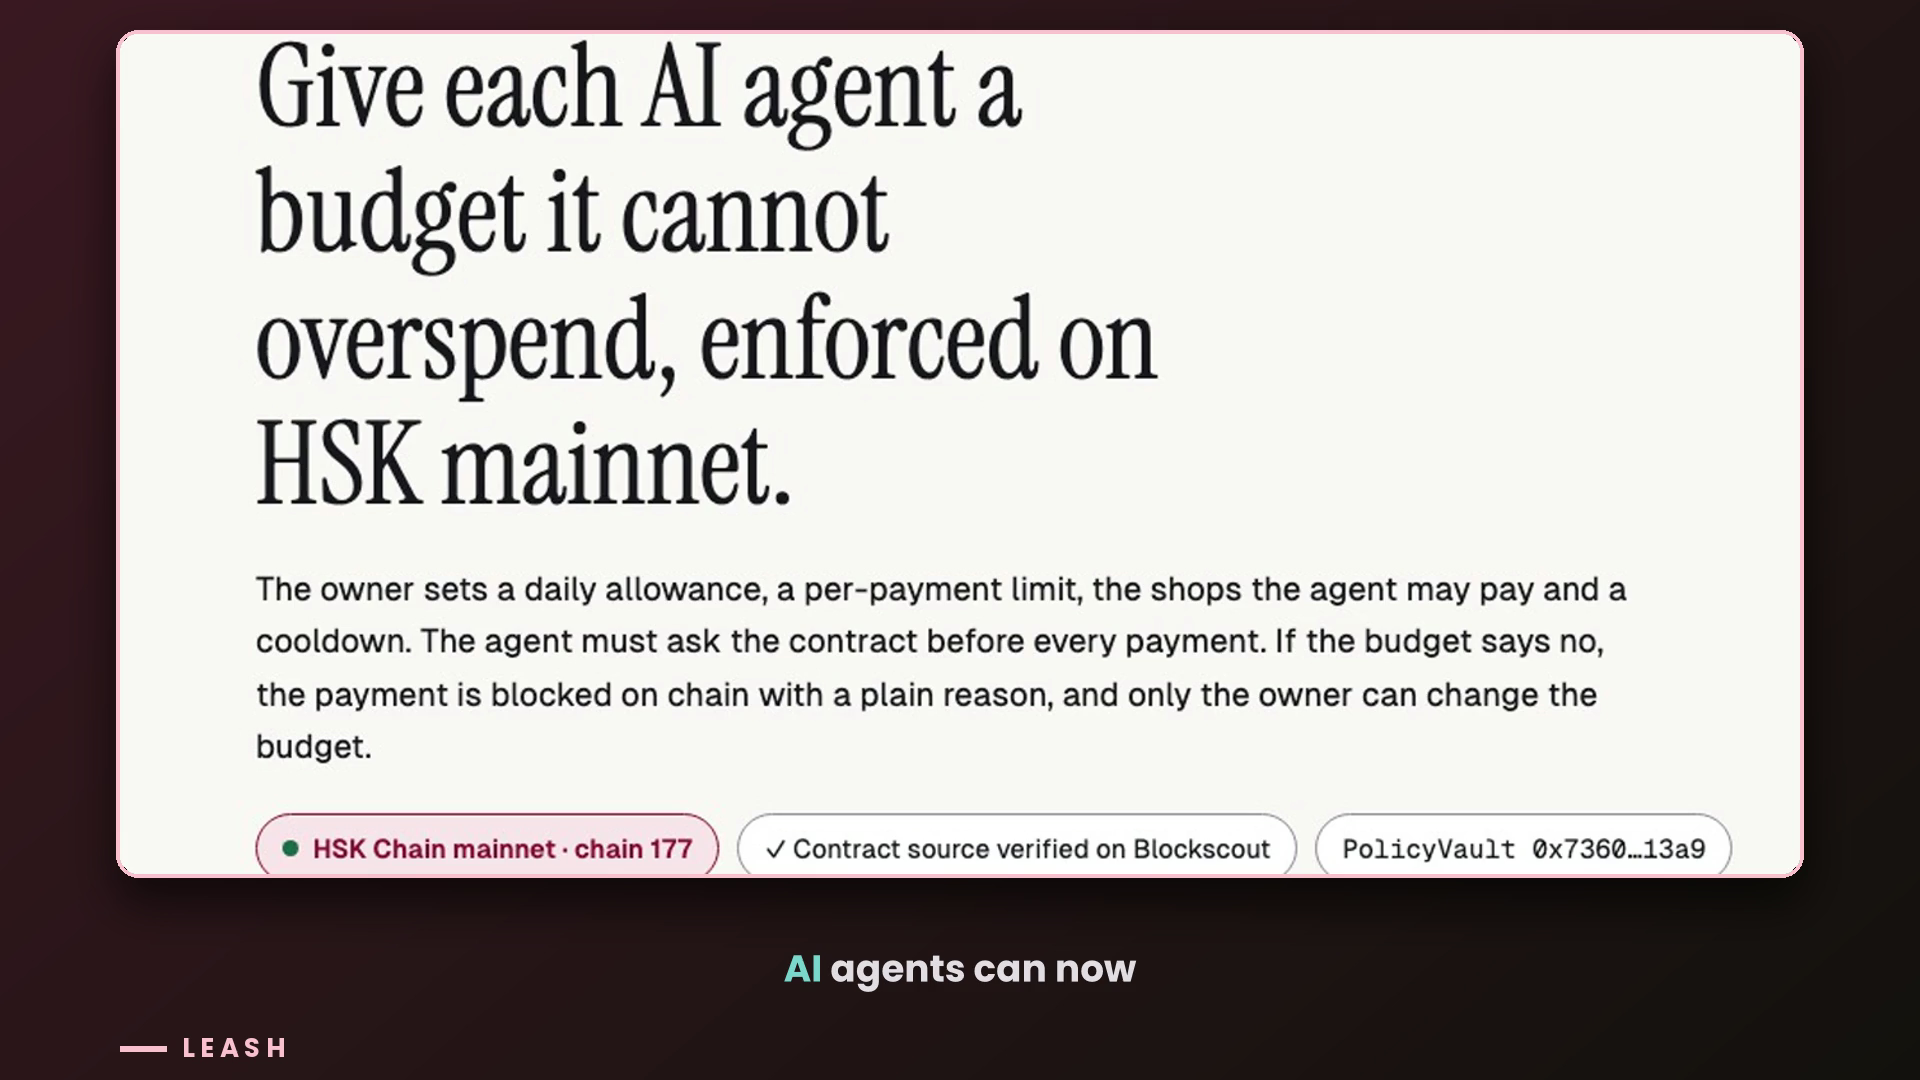 Give each AI agent a
budget it cannot
overspend, enforced on
HSK mainnet.
The owner sets a daily allowance, a per-payment limit, the shops the agent may pay and a
cooldown. The agent must ask the contract before every payment. If the budget says no,
the payment is blocked on chain with a plain reason, and only the owner can change the
budget.
HSK Chain mainnet · chain 177
✓ Contract source verified on Blockscout
PolicyVault 0x7360…13a9
AI agents can now
LEASH